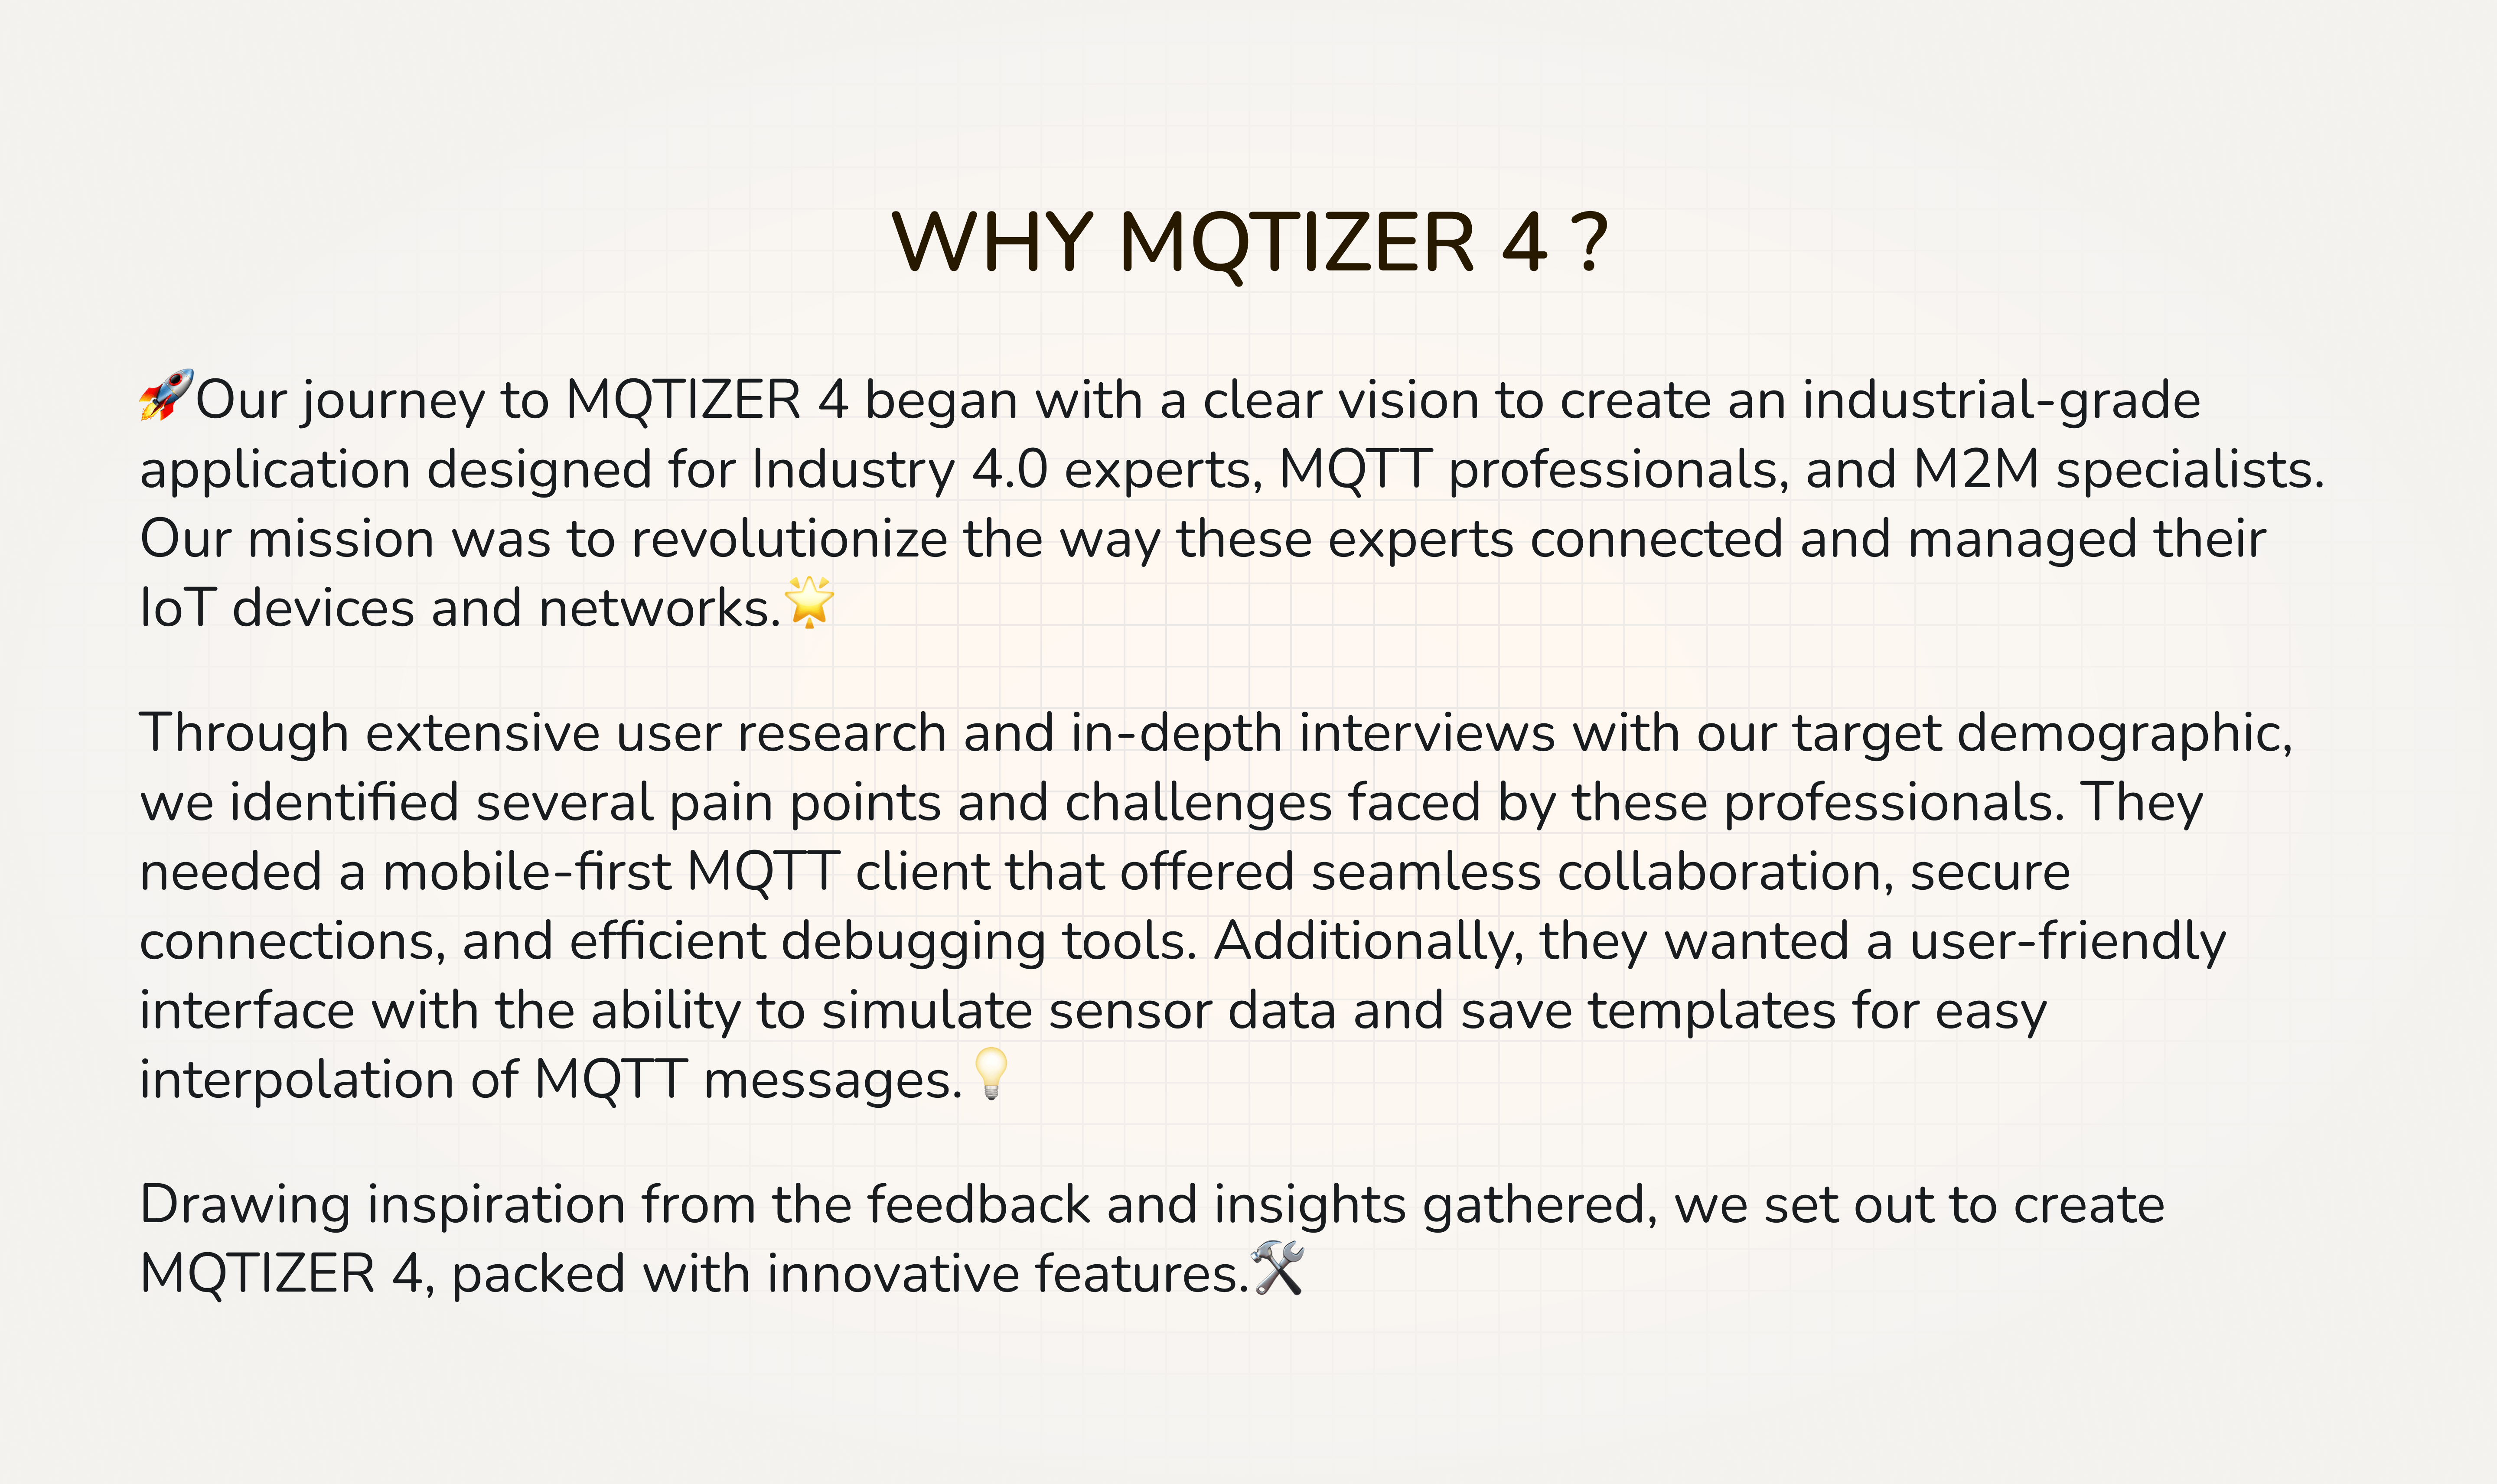 WHY MQTIZER 4 ?
🚀Our journey to MQTIZER 4 began with a clear vision to create an industrial-grade
application designed for Industry 4.0 experts, MQTT professionals, and M2M specialists.
Our mission was to revolutionize the way these experts connected and managed their
IoT devices and networks.🌟
Through extensive user research and in-depth interviews with our target demographic,
we identified several pain points and challenges faced by these professionals. They
needed a mobile-first MQTT client that offered seamless collaboration, secure
connections, and efficient debugging tools. Additionally, they wanted a user-friendly
interface with the ability to simulate sensor data and save templates for easy
interpolation of MQTT messages.💡
Drawing inspiration from the feedback and insights gathered, we set out to create
MQTIZER 4, packed with innovative features.🛠️